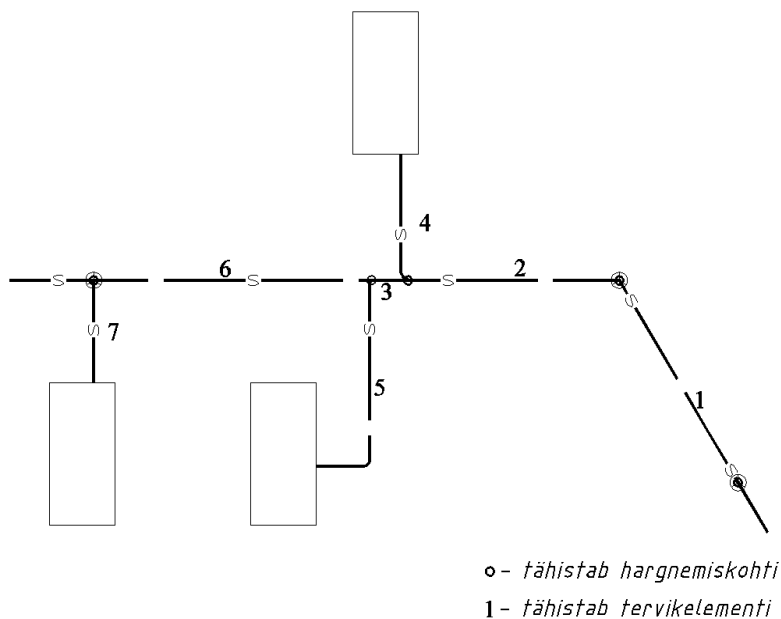 4
6
2
3
7
5
1
o - tähistab hargnemiskohti
1 - tähistab tervikelementi
S
S
S
S
S
S
S
S